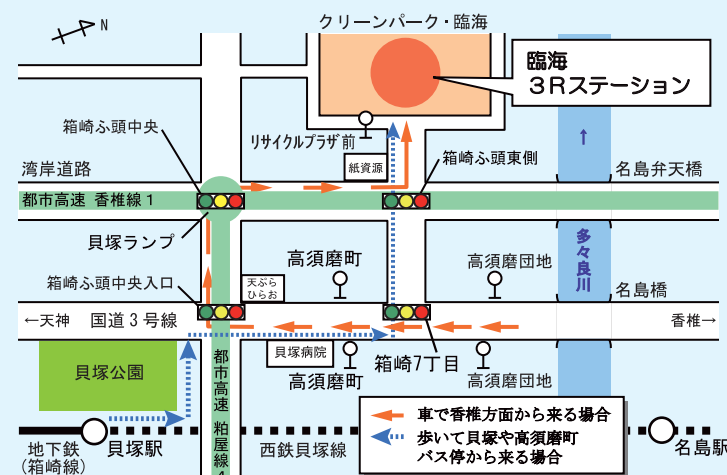 N
クリーンパーク・臨海
臨海
3Rステーション
箱崎ふ頭中央
リサイクルプラザ前
紙資源
箱崎ふ頭東側
湾岸道路
名島弁天橋
都市高速 香椎線1
貝塚ランプ
高須磨町
高須磨団地
多々良川
箱崎ふ頭中央入口
天ぷら
ひらお
名島橋
←天神
国道3号線
香椎→
貝塚病院
箱崎7丁目
貝塚公園
高須磨町
高須磨団地
都市高速 粕屋線
車で香椎方面から来る場合
歩いて貝塚や高須磨町
バス停から来る場合
地下鉄
(箱崎線)
貝塚駅
西鉄貝塚線
名島駅